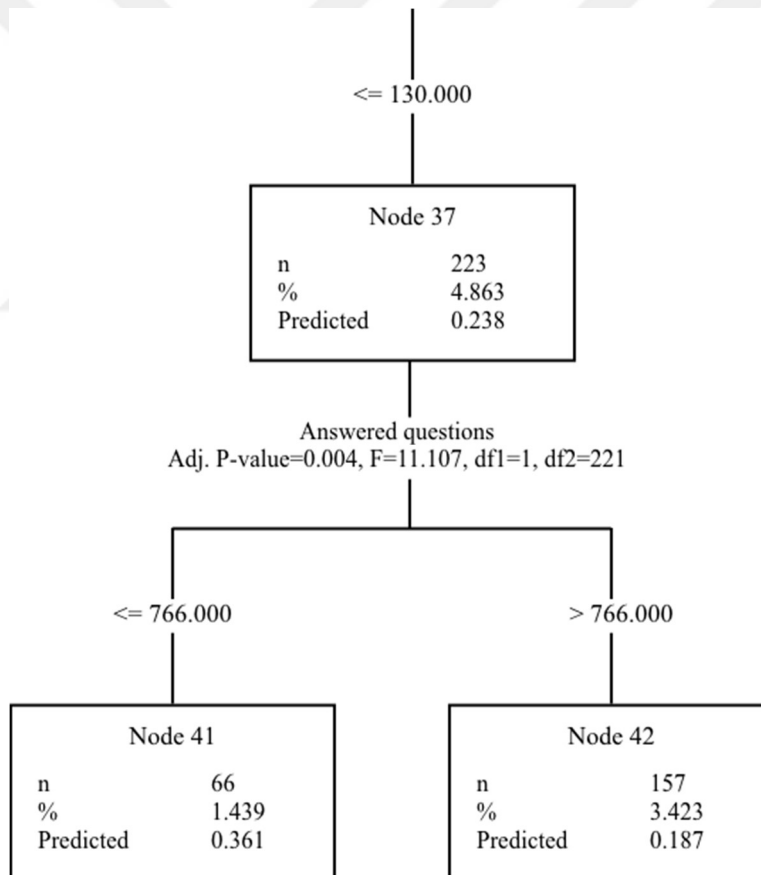 <= 130.000
Node 37
n 223
% 4.863
Predicted 0.238
Answered questions
Adj. P-value=0.004, F=11.107, df1=1, df2=221
<= 766.000
> 766.000
Node 41
n 66
% 1.439
Predicted 0.361
Node 42
n 157
% 3.423
Predicted 0.187